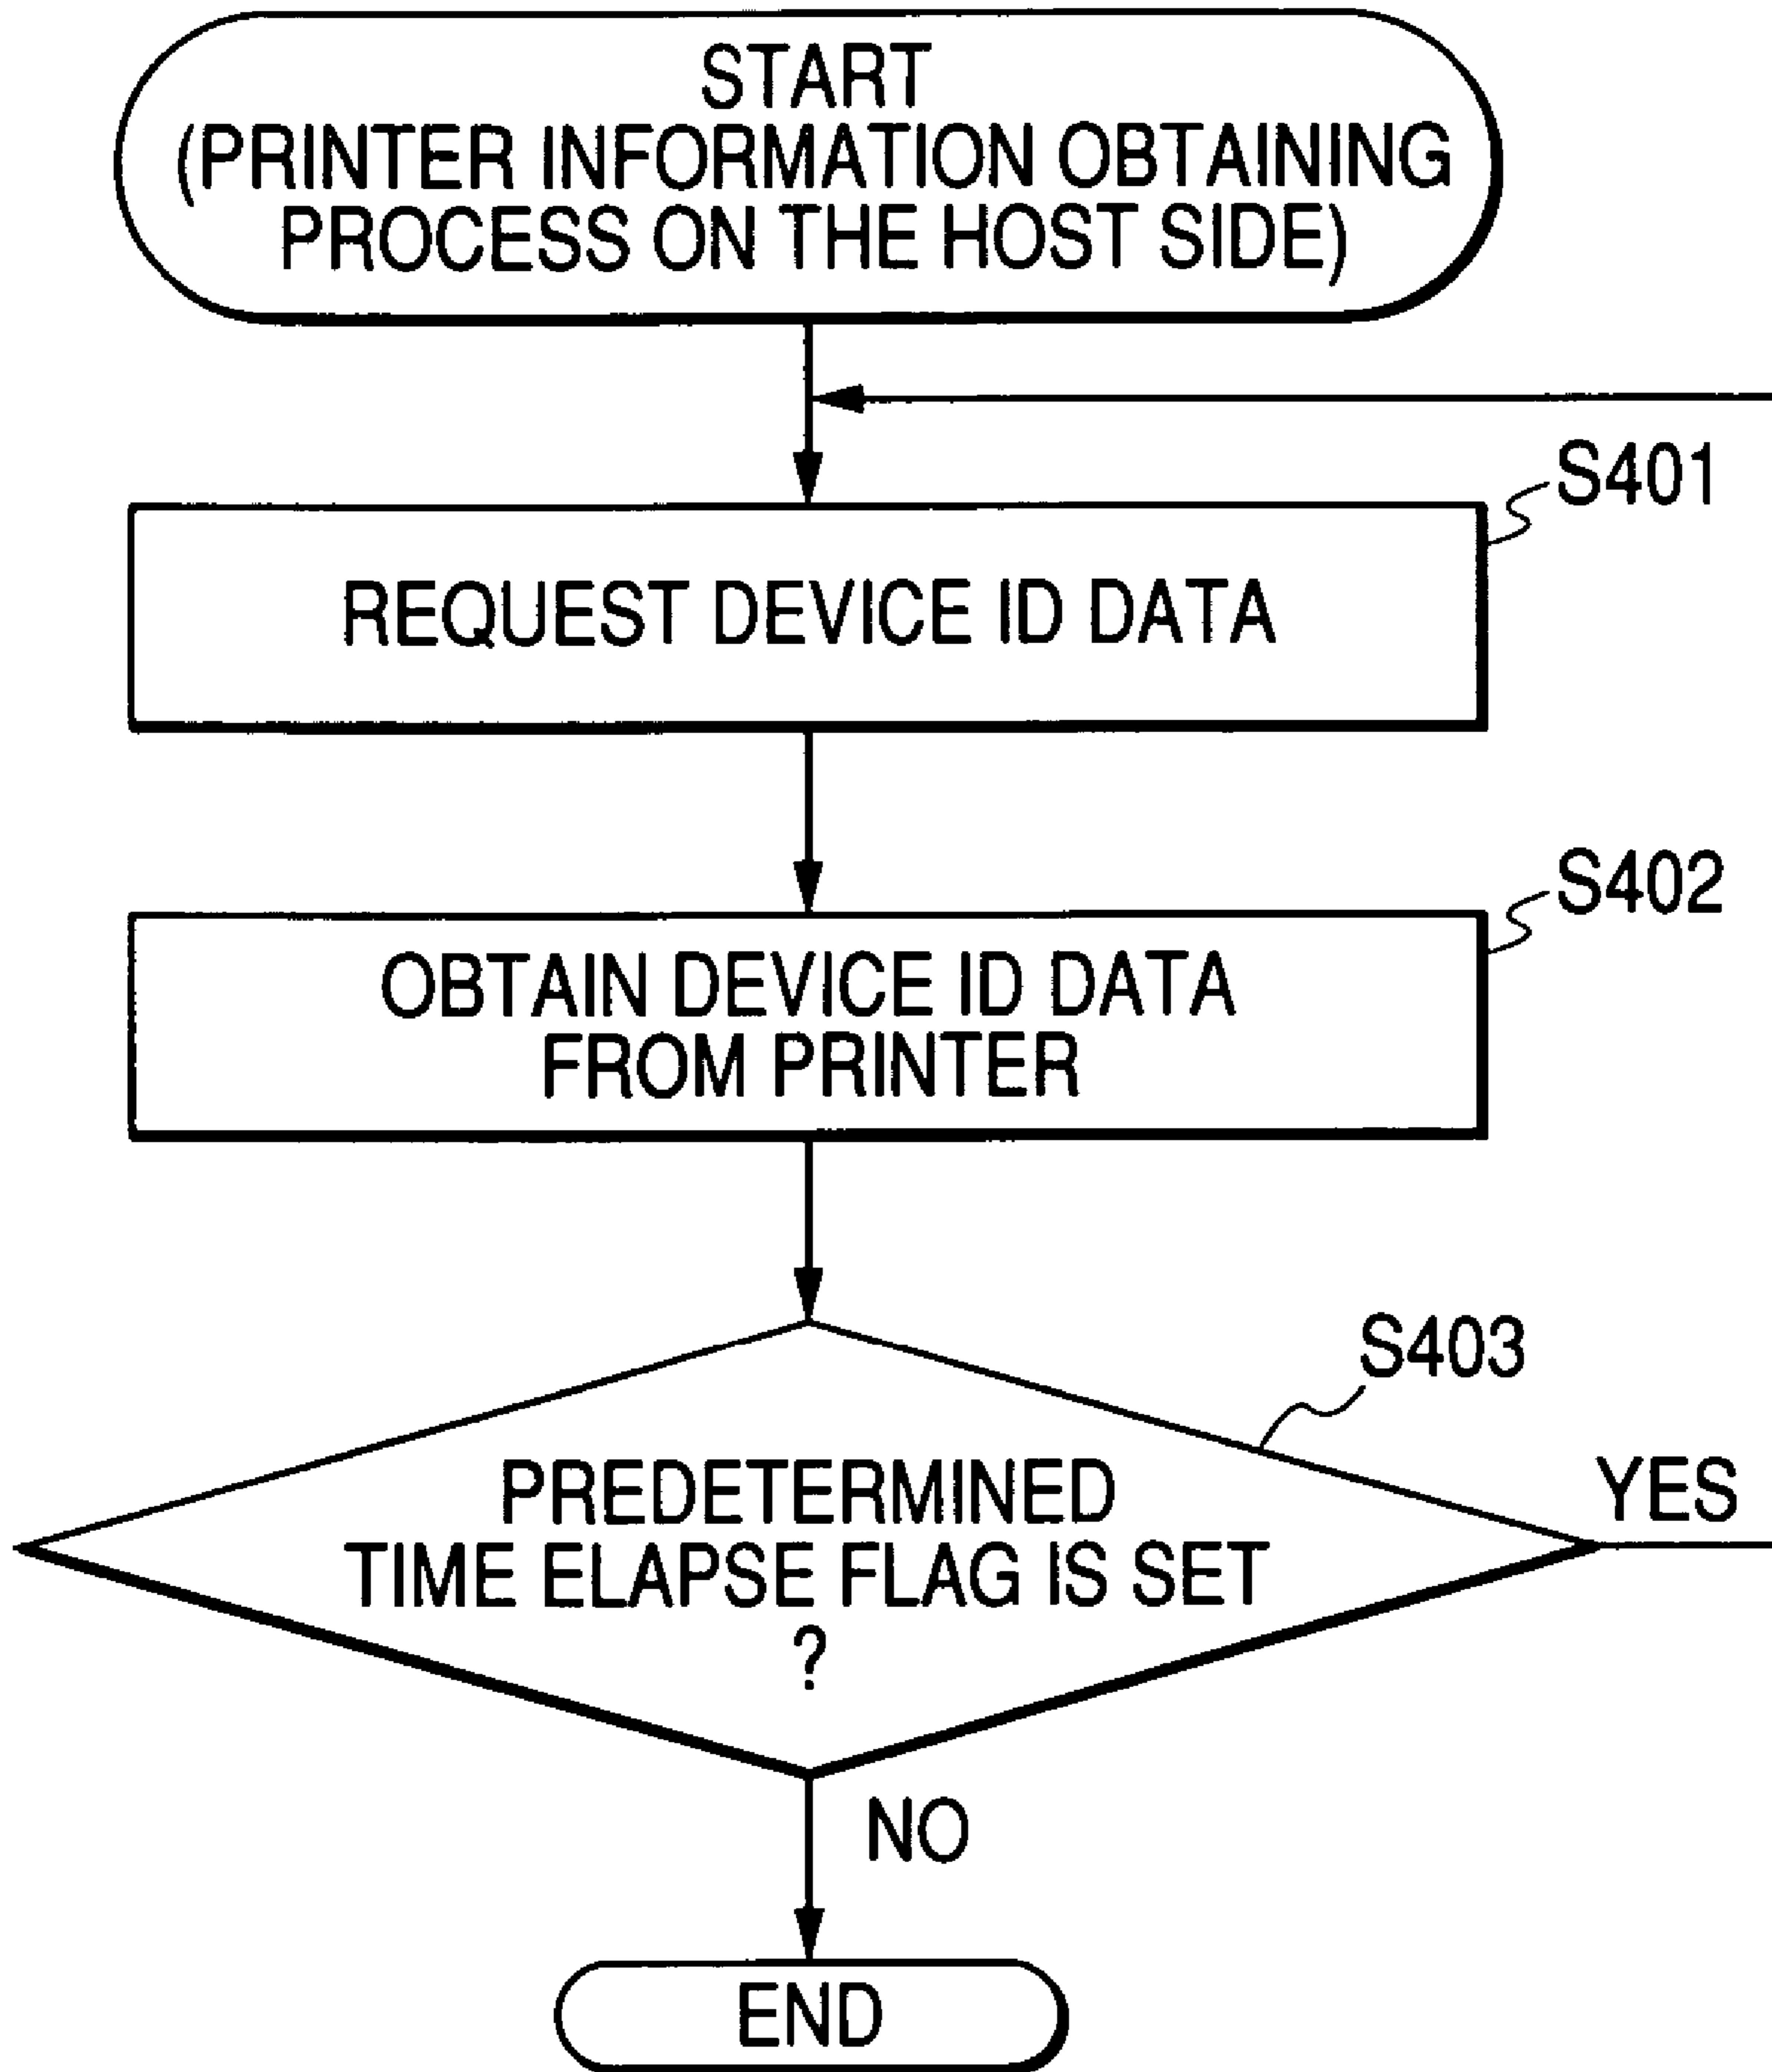 START
(PRINTER INFORMATION OBTAINING
PROCESS ON THE HOST SIDE)
S401
REQUEST DEVICE ID DATA
S402
OBTAIN DEVICE ID DATA
FROM PRINTER
S403
PREDETERMINED
TIME ELAPSE FLAG IS SET
?
YES
NO
END